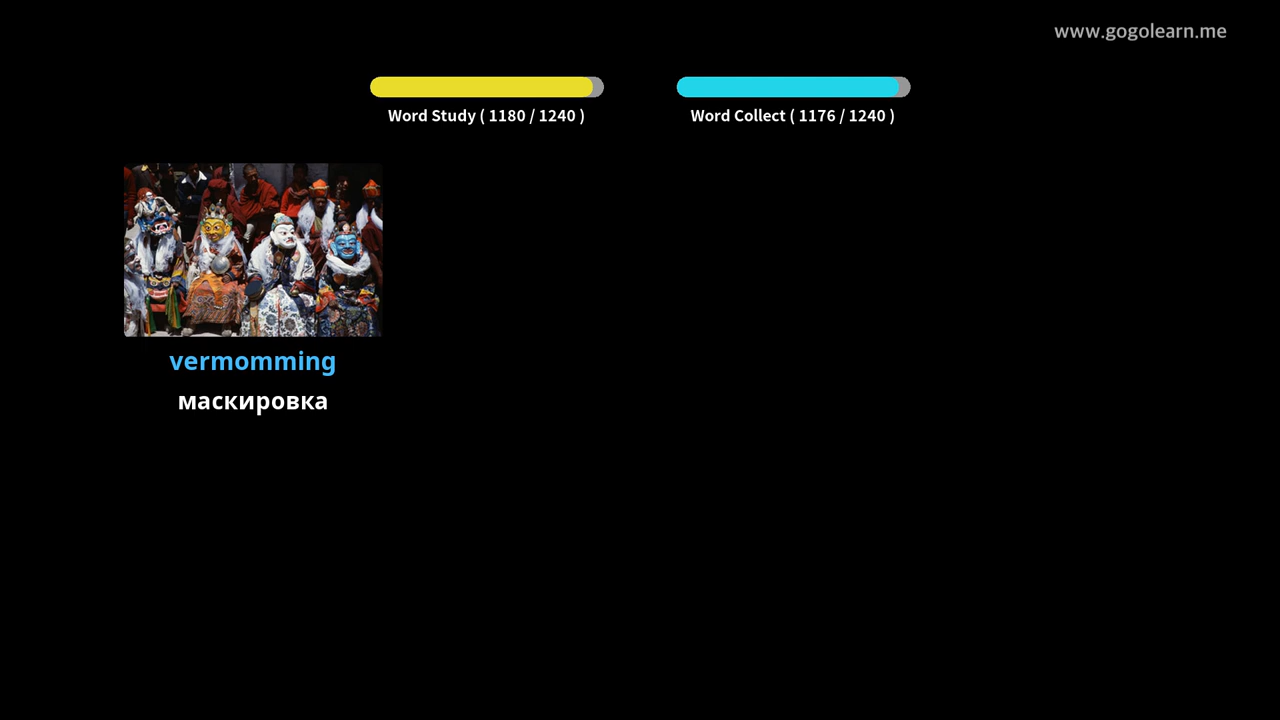 www.gogolearn.me
Word Study ( 1180 / 1240 )
Word Collect ( 1176 / 1240 )
vermomming
маскировка